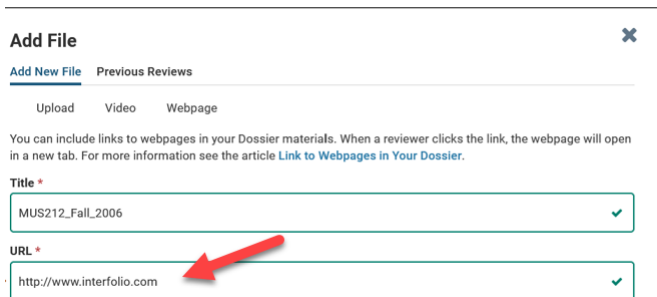 Add File
Add New File Previous Reviews
Upload Video Webpage
You can include links to webpages in your Dossier materials. When a reviewer clicks the link, the webpage will open
in a new tab. For more information see the article Link to Webpages in Your Dossier.
Title *
MUS212_Fall_2006
URL *
http://www.interfolio.com